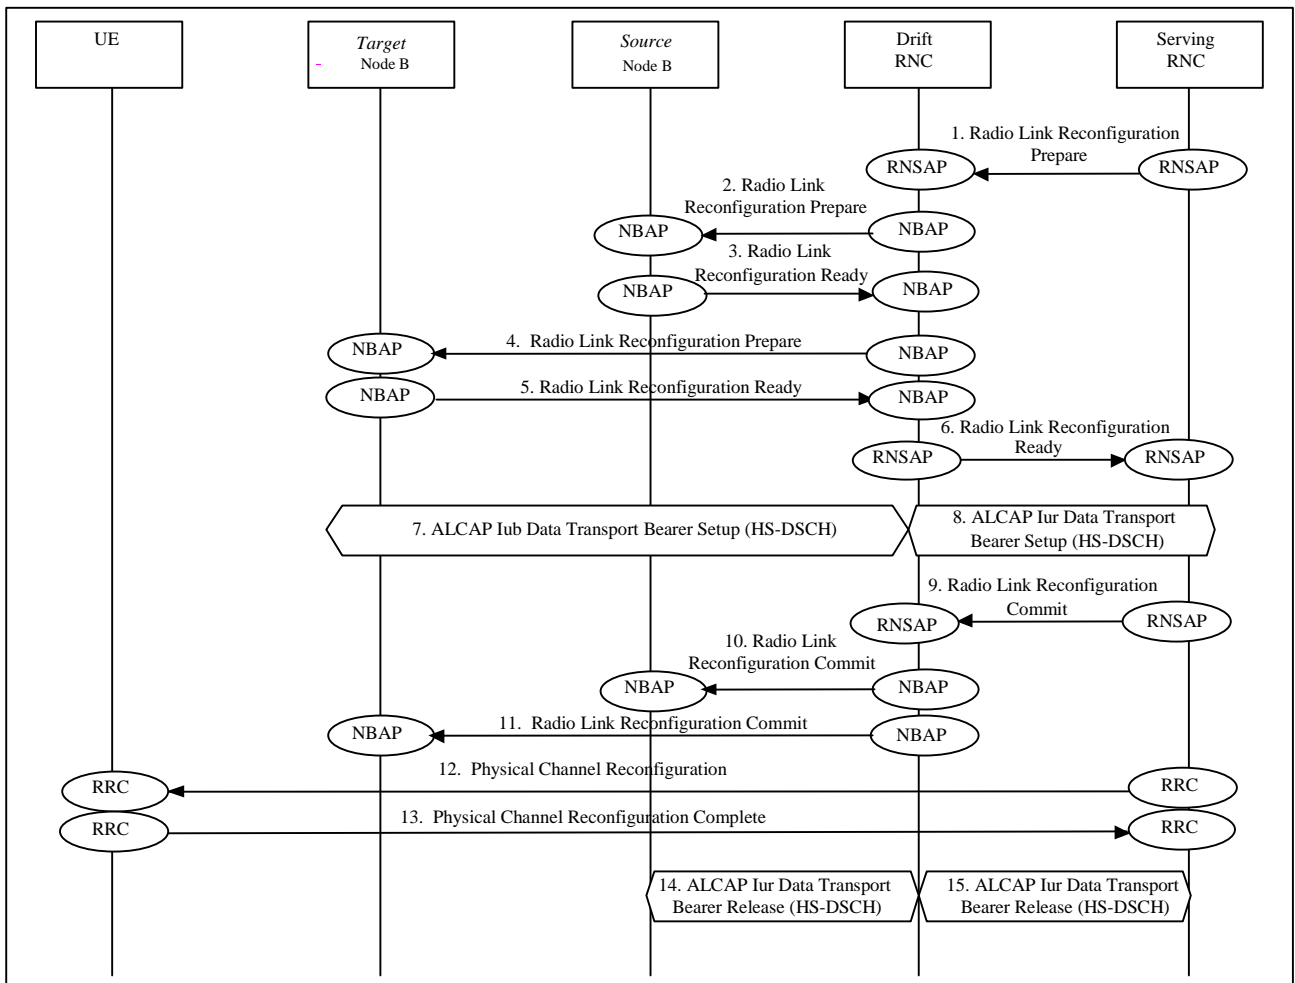 UE
Target
- Node B
Source
Node B
Drift
RNC
Serving
RNC
1. Radio Link Reconfiguration
Prepare
RNSAP
RNSAP
2. Radio Link
Reconfiguration Prepare
NBAP
NBAP
3. Radio Link
Reconfiguration Ready
NBAP
NBAP
4. Radio Link Reconfiguration Prepare
NBAP
NBAP
5. Radio Link Reconfiguration Ready
NBAP
NBAP
6. Radio Link Reconfiguration
Ready
RNSAP
RNSAP
7. ALCAP Iub Data Transport Bearer Setup (HS-DSCH)
8. ALCAP Iur Data Transport
Bearer Setup (HS-DSCH)
9. Radio Link Reconfiguration
Commit
RNSAP
RNSAP
10. Radio Link
Reconfiguration Commit
NBAP
NBAP
11. Radio Link Reconfiguration Commit
NBAP
NBAP
12. Physical Channel Reconfiguration
RRC
RRC
13. Physical Channel Reconfiguration Complete
RRC
RRC
14. ALCAP Iur Data Transport
Bearer Release (HS-DSCH)
15. ALCAP Iur Data Transport
Bearer Release (HS-DSCH)